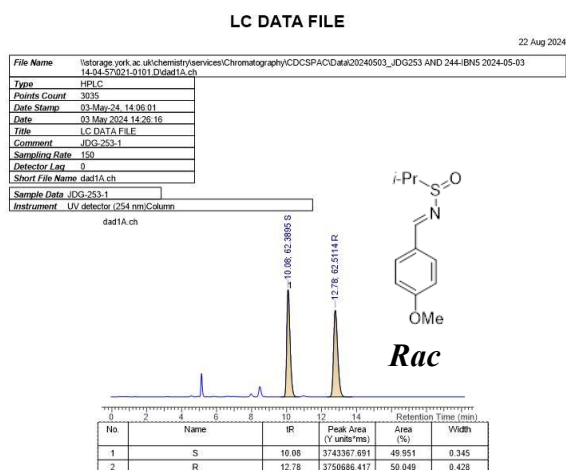 LC DATA FILE
22 Aug 2024
File Name \\storage.york.ac.uk\chemistry\services\Chromatography\CDCSPAC\Data\20240503_JDG253 AND 244-IBN5 2024-05-03
14-04-57\021-0101.D\dad1A.ch
Type HPLC
Points Count 3035
Date Stamp 03-May-24, 14:06:01
Date 03 May 2024 14:26:16
Title LC DATA FILE
Comment JDG-253-1
Sampling Rate 150
Detector Lag 0
Short File Name dad1A.ch
Sample Data JDG-253-1
Instrument UV detector (254 nm)Column
dad1A.ch
10.08; 62.3895 S
12.78; 62.5114 R
i-Pr S O
N
OMe
Rac
0 2 4 6 8 10 12 14 Retention Time (min)
No. Name tR Peak Area (Y units*ms) Area (%) Width
1 S 10.08 3743367.691 49.951 0.345
2 R 12.78 3750686.417 50.049 0.428